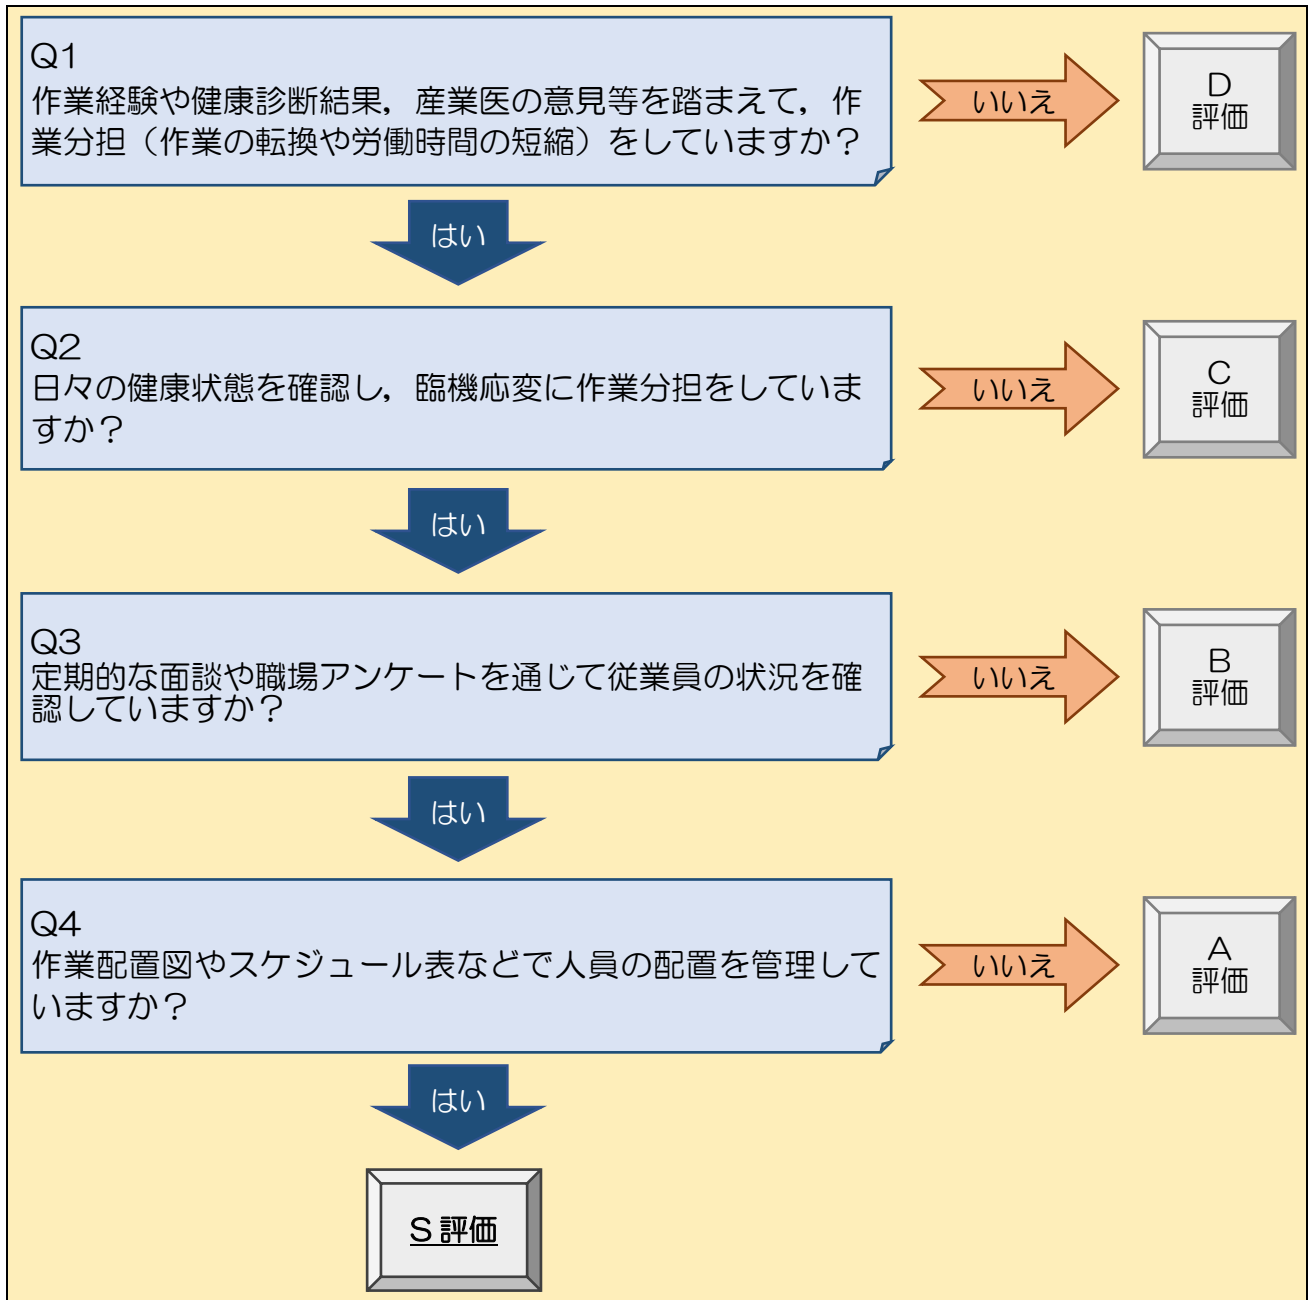 Q1
作業経験や健康診断結果，産業医の意見等を踏まえて，作
業分担（作業の転換や労働時間の短縮）をしていますか？
いいえ
D
評価
はい
Q2
日々の健康状態を確認し，臨機応変に作業分担をしていま
すか？
いいえ
C
評価
はい
Q3
定期的な面談や職場アンケートを通じて従業員の状況を確
認していますか？
いいえ
B
評価
はい
Q4
作業配置図やスケジュール表などで人員の配置を管理して
いますか？
いいえ
A
評価
はい
S 評価